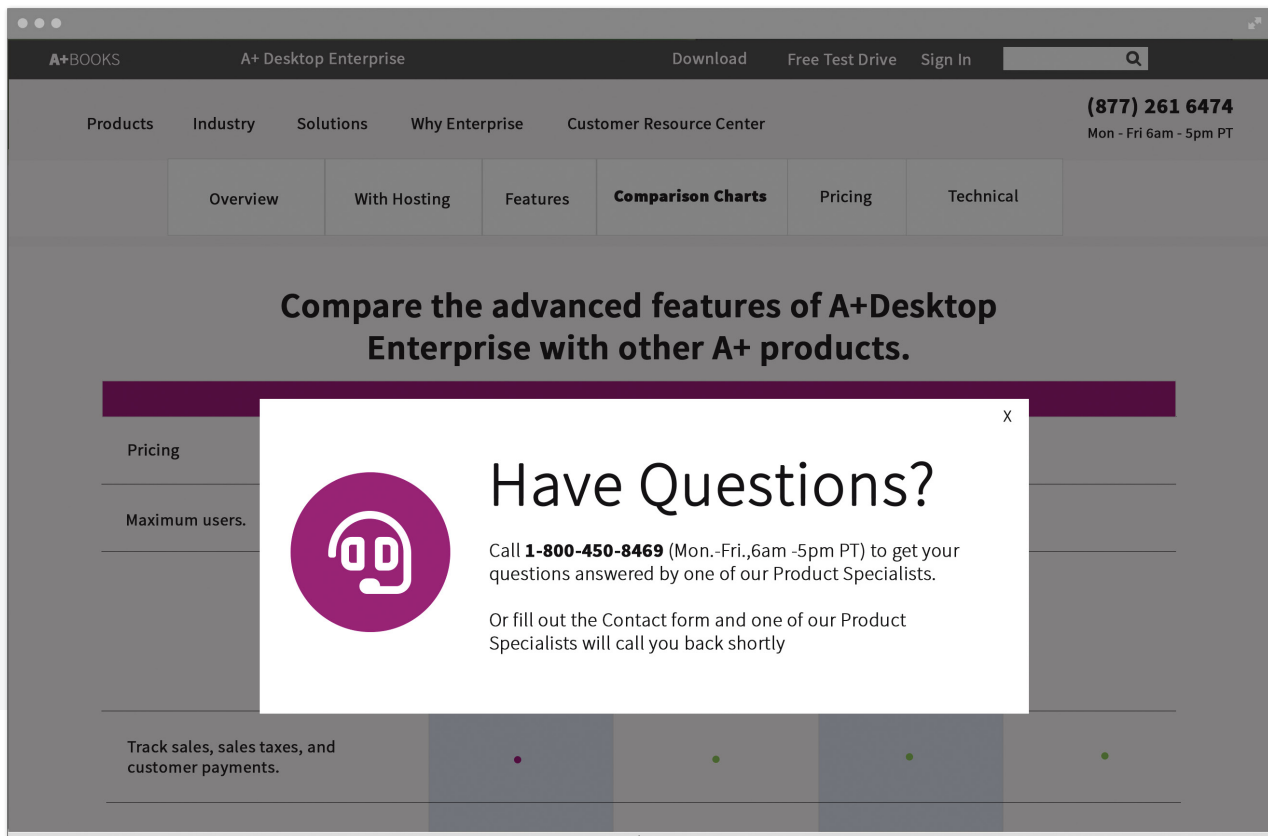 A+BOOKS
A+ Desktop Enterprise
Download
Free Test Drive
Sign In
Products
Industry
Solutions
Why Enterprise
Customer Resource Center
(877) 261 6474
Mon - Fri 6am - 5pm PT
Overview
With Hosting
Features
Comparison Charts
Pricing
Technical
Compare the advanced features of A+Desktop
Enterprise with other A+ products.
Pricing
Maximum users.
X
Have Questions?
Call 1-800-450-8469 (Mon.-Fri.,6am -5pm PT) to get your
questions answered by one of our Product Specialists.
Or fill out the Contact form and one of our Product
Specialists will call you back shortly
Track sales, sales taxes, and
customer payments.